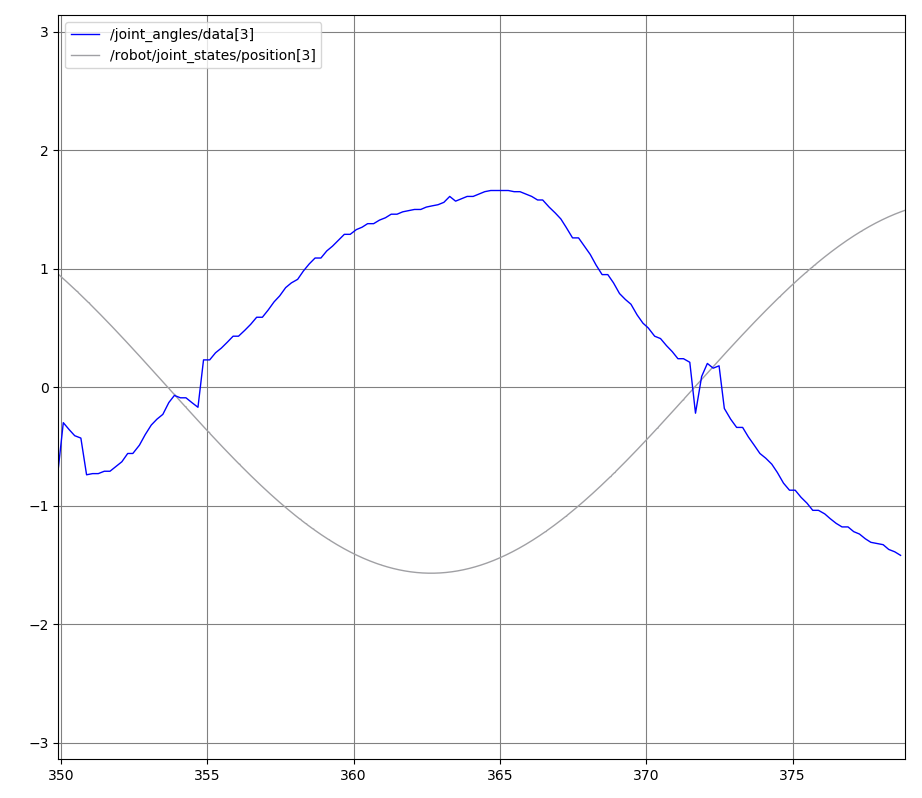 /joint_angles/data[3]
/robot/joint_states/position[3]
3
2
1
0
−1
−2
−3
350 355 360 365 370 375